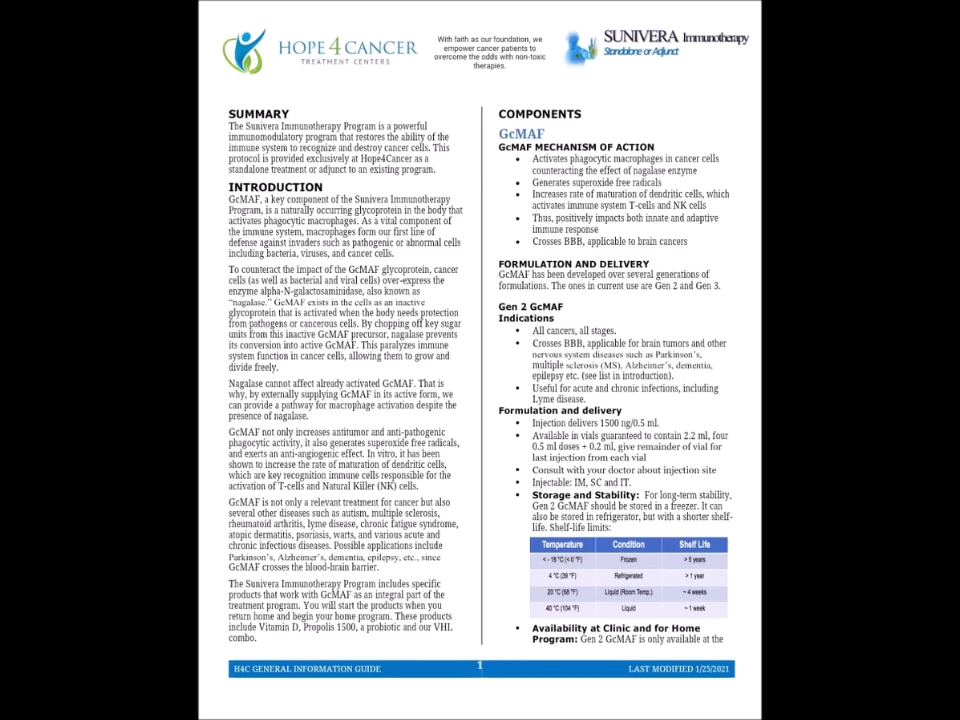 HOPE4CANCER
TREATMENT CENTERS
With faith as our foundation, we
empower cancer patients to
overcome the odds with non-toxic
therapies.
SUNIVERA Immunotherapy
Standalone or Adjunct
SUMMARY
The Sunivera Immunotherapy Program is a powerful
immunomodulatory program that restores the ability of the
immune system to recognize and destroy cancer cells. This
protocol is provided exclusively at Hope4Cancer as a
standalone treatment or adjunct to an existing program.
INTRODUCTION
GcMAF, a key component of the Sunivera Immunotherapy
Program, is a naturally occurring glycoprotein in the body that
activates phagocytic macrophages. As a vital component of
the immune system, macrophages form our first line of
defense against invaders such as pathogenic or abnormal cells
including bacteria, viruses, and cancer cells.
To counteract the impact of the GcMAF glycoprotein, cancer
cells (as well as bacterial and viral cells) over-express the
enzyme alpha-N-galactosaminidase, also known as
“nagalase.” GcMAF exists in the cells as an inactive
glycoprotein that is activated when the body needs protection
from pathogens or cancerous cells. By chopping off key sugar
units from this inactive GcMAF precursor, nagalase prevents
its conversion into active GcMAF. This paralyzes immune
system function in cancer cells, allowing them to grow and
divide freely.
Nagalase cannot affect already activated GcMAF. That is
why, by externally supplying GcMAF in its active form, we
can provide a pathway for macrophage activation despite the
presence of nagalase.
GcMAF not only increases antitumor and anti-pathogenic
phagocytic activity, it also generates superoxide free radicals,
and exerts an anti-angiogenic effect. In vitro, it has been
shown to increase the rate of maturation of dendritic cells,
which are key recognition immune cells responsible for the
activation of T-cells and Natural Killer (NK) cells.
GcMAF is not only a relevant treatment for cancer but also
several other diseases such as autism, multiple sclerosis,
rheumatoid arthritis, lyme disease, chronic fatigue syndrome,
atopic dermatitis, psoriasis, warts, and various acute and
chronic infectious diseases. Possible applications include
Parkinson’s, Alzheimer’s, dementia, epilepsy, etc., since
GcMAF crosses the blood-brain barrier.
The Sunivera Immunotherapy Program includes specific
products that work with GcMAF as an integral part of the
treatment program. You will start the products when you
return home and begin your home program. These products
include Vitamin D, Propolis 1500, a probiotic and our VHL
combo.
COMPONENTS
GcMAF
GcMAF MECHANISM OF ACTION
• Activates phagocytic macrophages in cancer cells
counteracting the effect of nagalase enzyme
• Generates superoxide free radicals
• Increases rate of maturation of dendritic cells, which
activates immune system T-cells and NK cells
• Thus, positively impacts both innate and adaptive
immune response
• Crosses BBB, applicable to brain cancers
FORMULATION AND DELIVERY
GcMAF has been developed over several generations of
formulations. The ones in current use are Gen 2 and Gen 3.
Gen 2 GcMAF
Indications
• All cancers, all stages.
• Crosses BBB, applicable for brain tumors and other
nervous system diseases such as Parkinson’s,
multiple sclerosis (MS), Alzheimer’s, dementia,
epilepsy etc. (see list in introduction).
• Useful for acute and chronic infections, including
Lyme disease.
Formulation and delivery
• Injection delivers 1500 ng/0.5 ml.
• Available in vials guaranteed to contain 2.2 ml, four
0.5 ml doses + 0.2 ml, give remainder of vial for
last injection from each vial
• Consult with your doctor about injection site
• Injectable: IM, SC and IT.
• Storage and Stability: For long-term stability,
Gen 2 GcMAF should be stored in a freezer. It can
also be stored in refrigerator, but with a shorter shelf-
life. Shelf-life limits:
Temperature Condition Shelf Life
< - 18 °C (< 0 °F) Frozen > 5 years
4 °C (39 °F) Refrigerated > 1 year
20 °C (68 °F) Liquid (Room Temp.) ~ 4 weeks
40 °C (104 °F) Liquid ~ 1 week
• Availability at Clinic and for Home
Program: Gen 2 GcMAF is only available at the
H4C GENERAL INFORMATION GUIDE 1 LAST MODIFIED 1/25/2021